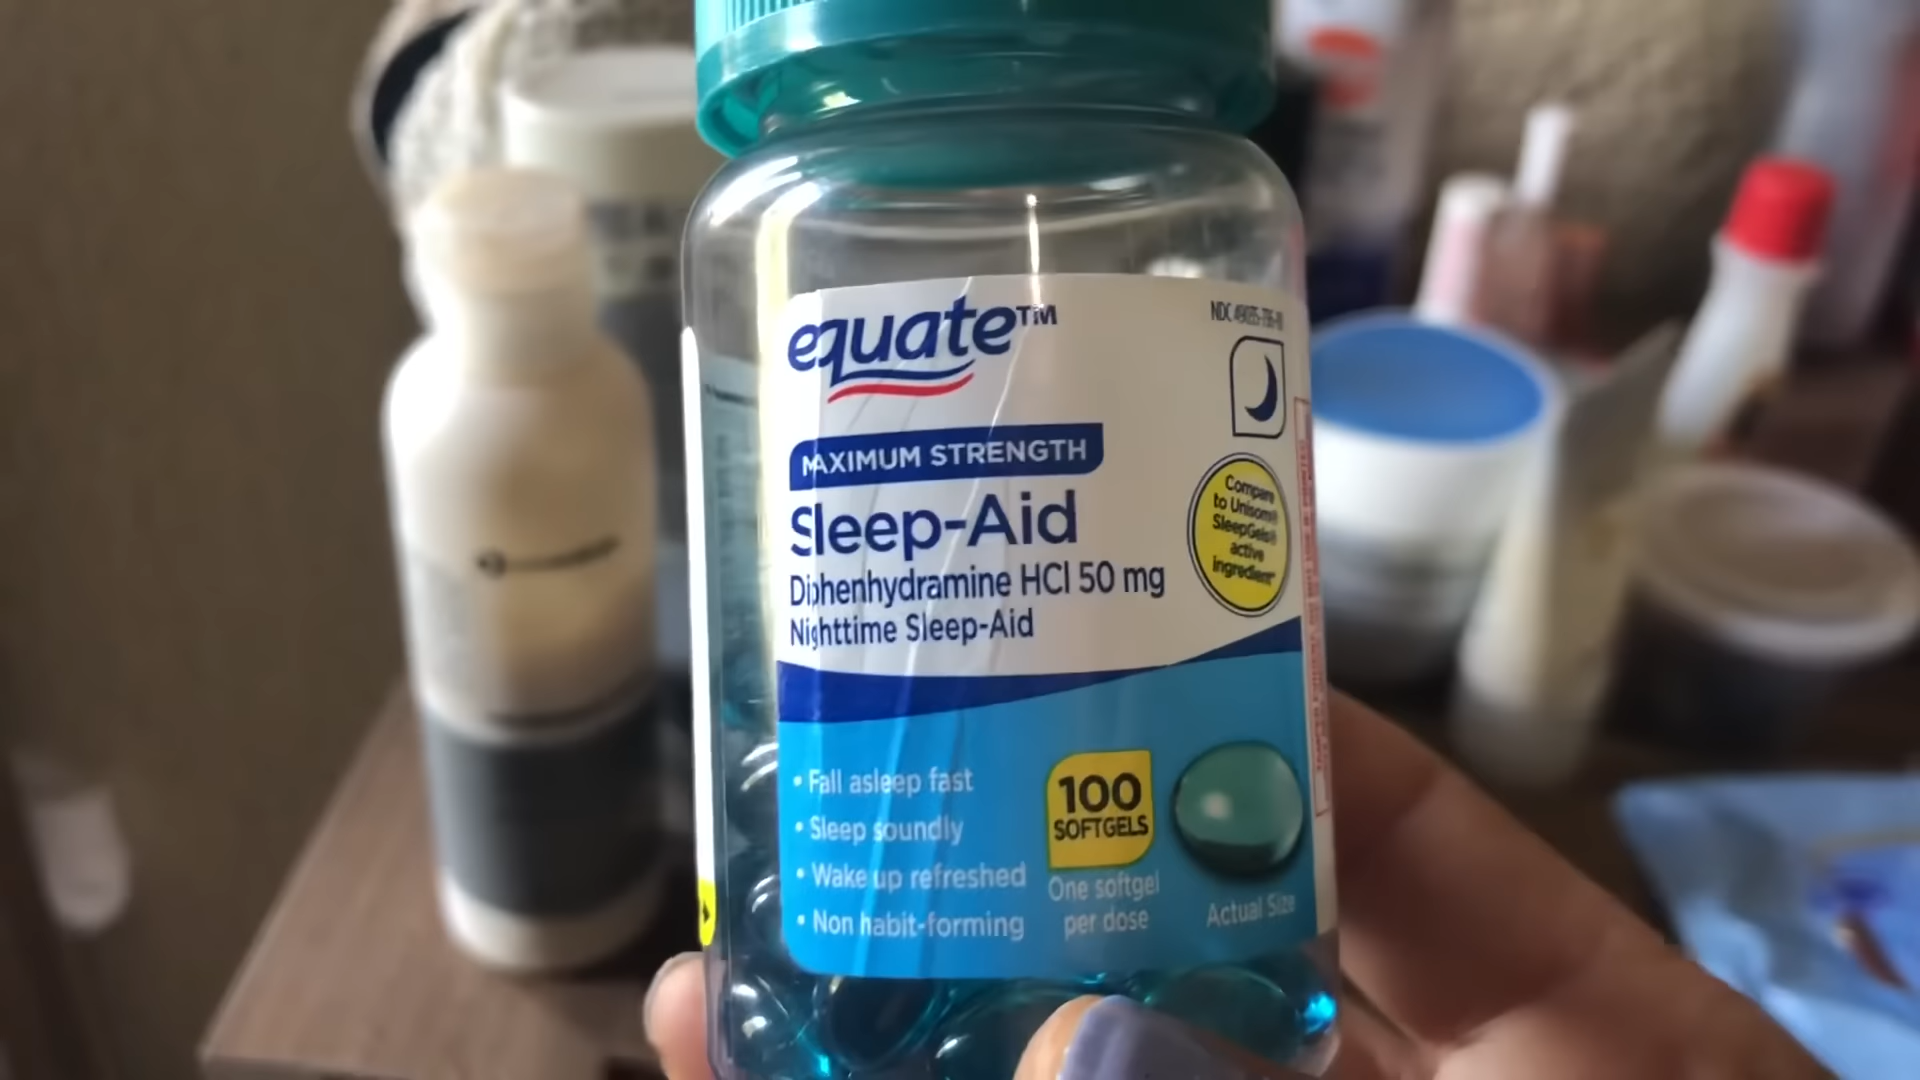 equate™
MAXIMUM STRENGTH
Sleep-Aid
Diphenhydramine HCl 50 mg
Nighttime Sleep-Aid
Compare
to Unisom®
SleepGels®
active
ingredient*
• Fall asleep fast
• Sleep soundly
• Wake up refreshed
• Non habit-forming
100
SOFTGELS
One softgel
per dose
Actual Size
NDC